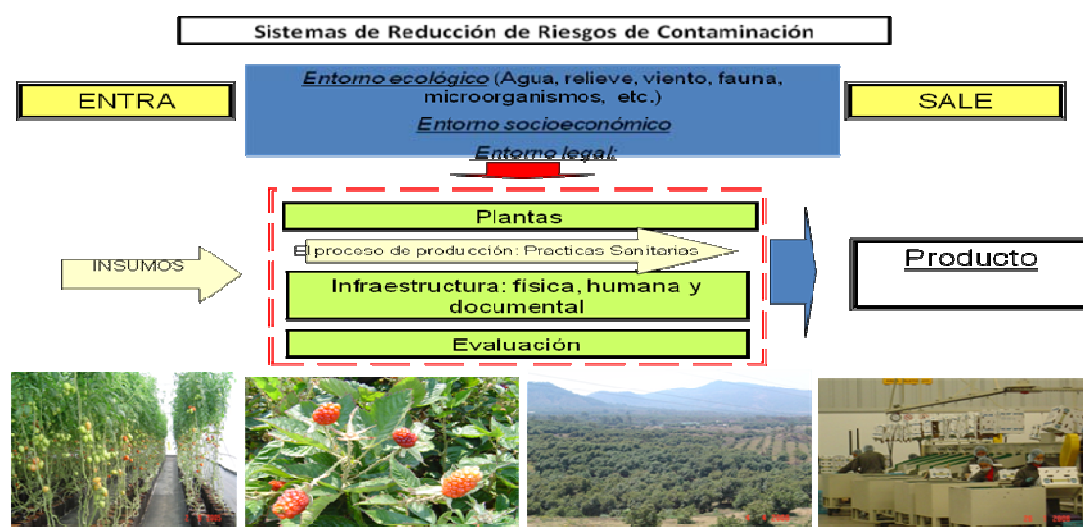 Sistemas de Reducción de Riesgos de Contaminación
ENTRA
Entorno ecológico (Agua, relieve, viento, fauna,
microorganismos, etc.)
Entorno socioeconómico
Entorno legal:
SALE
Plantas
El proceso de producción: Practicas Sanitarias
INSUMOS
Infraestructura: física, humana y
documental
Evaluación
Producto